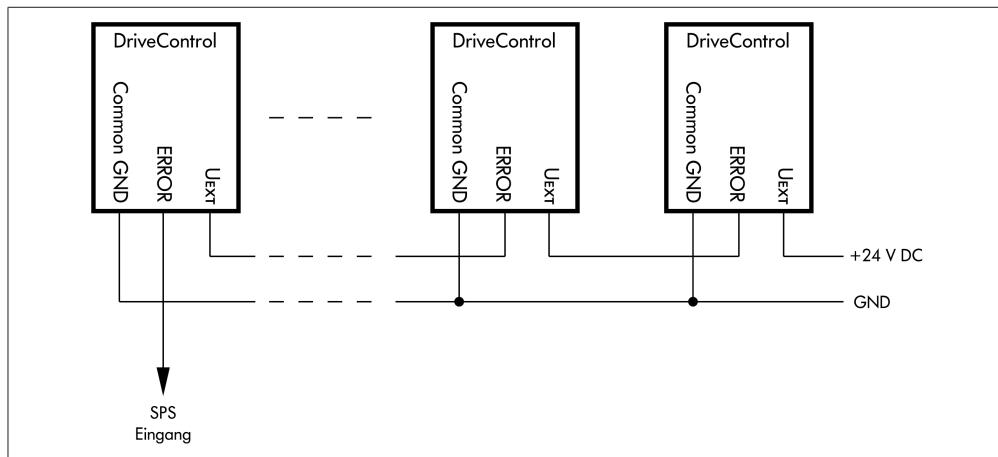 DriveControl
Common GND
ERROR
UEXT
DriveControl
Common GND
ERROR
UEXT
DriveControl
Common GND
ERROR
UEXT
+24 V DC
GND
SPS
Eingang